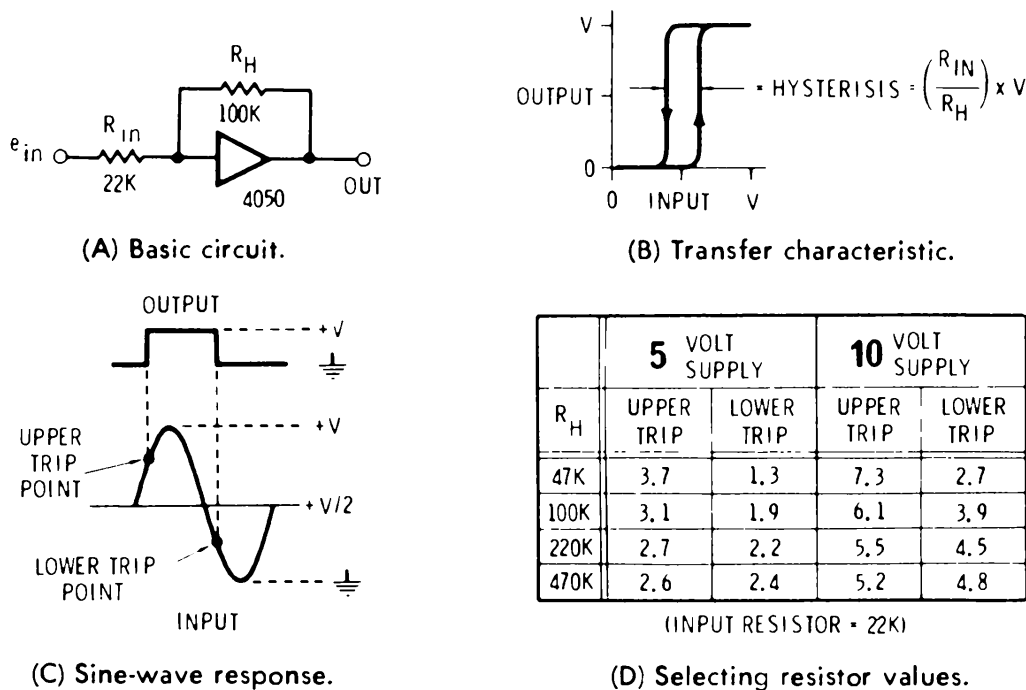 R_H
100K
R_in
e_in
22K
4050
OUT
(A) Basic circuit.
V
OUTPUT
0
0
INPUT
V
= HYSTERISIS = (R_IN / R_H) x V
(B) Transfer characteristic.
OUTPUT
+V
UPPER
TRIP
POINT
+V
+V/2
LOWER TRIP
POINT
INPUT
(C) Sine-wave response.
5 VOLT SUPPLY 10 VOLT SUPPLY
R_H UPPER TRIP LOWER TRIP UPPER TRIP LOWER TRIP
47K 3.7 1.3 7.3 2.7
100K 3.1 1.9 6.1 3.9
220K 2.7 2.2 5.5 4.5
470K 2.6 2.4 5.2 4.8
(INPUT RESISTOR = 22K)
(D) Selecting resistor values.